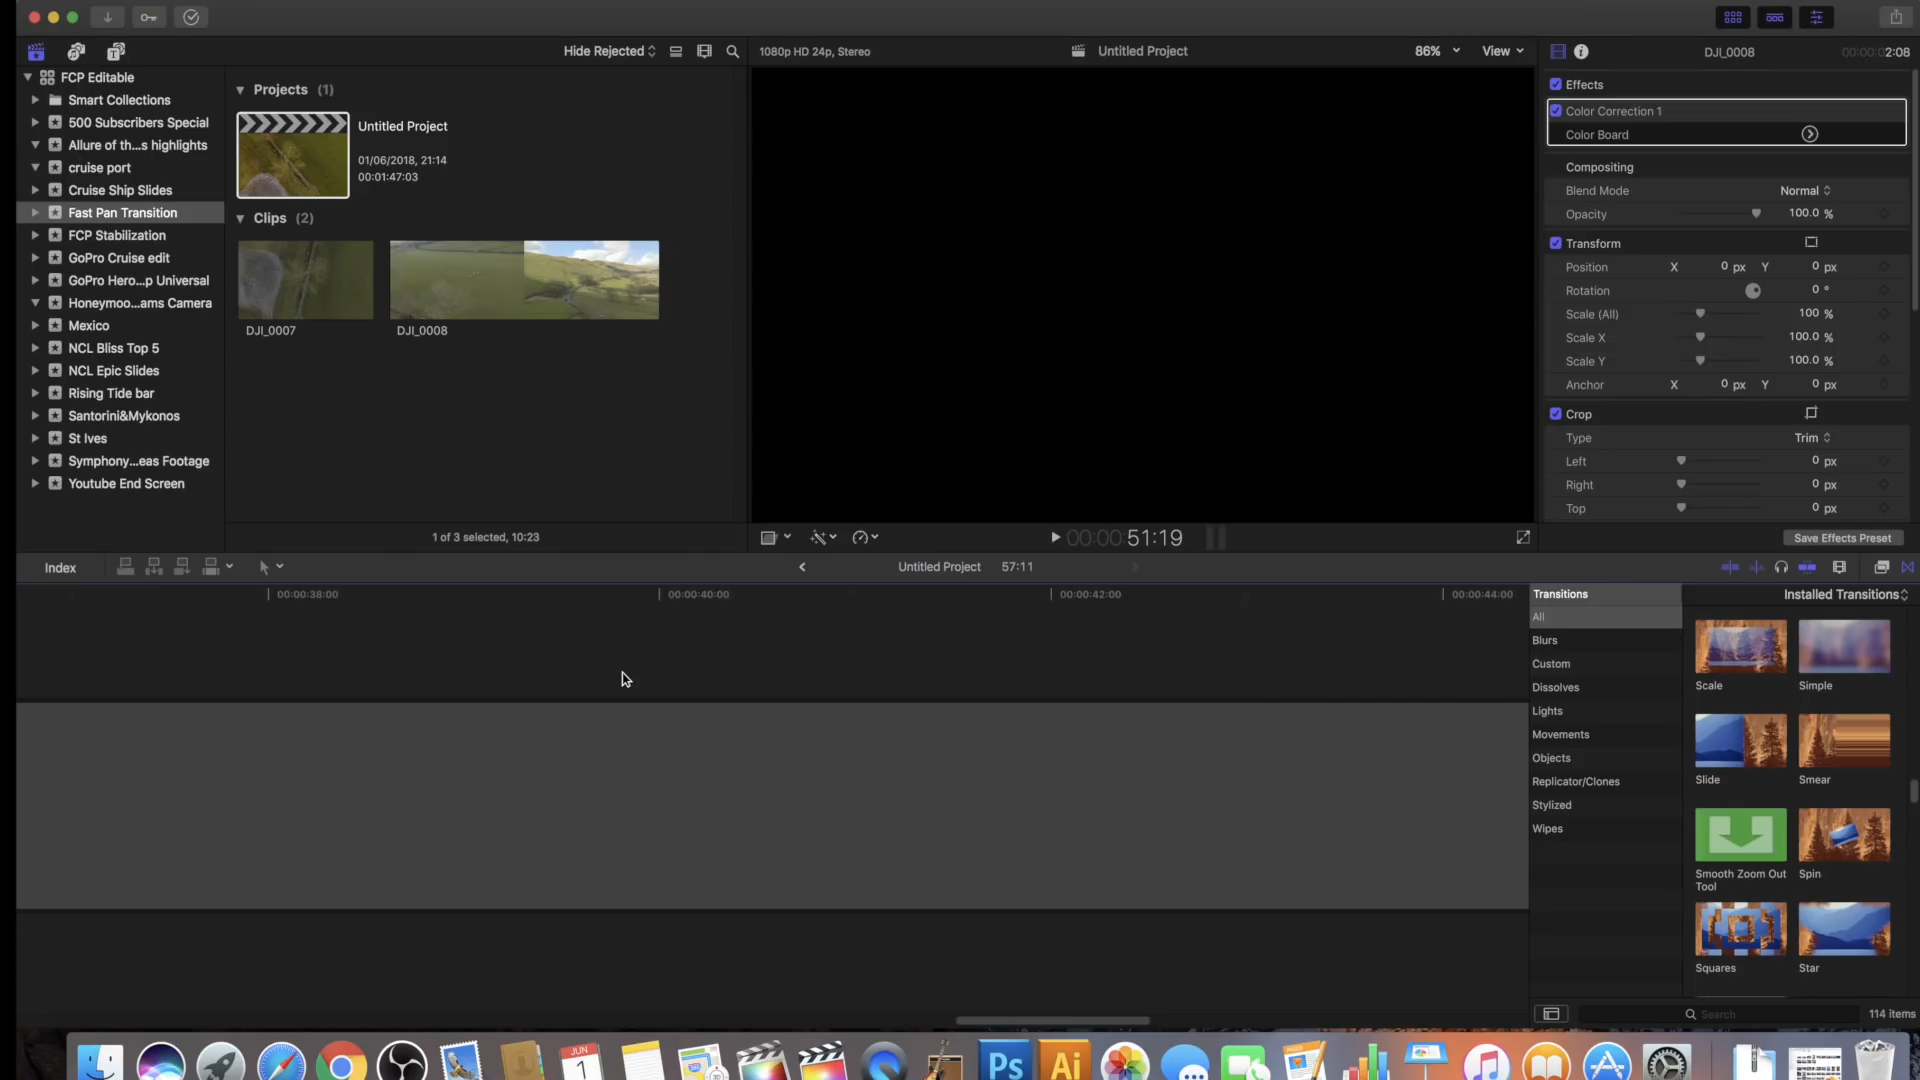 Hide Rejected
1080p HD 24p, Stereo
Untitled Project
86%
View
DJI_0008
00:00:02:08
FCP Editable
Smart Collections
500 Subscribers Special
Allure of th...s highlights
cruise port
Cruise Ship Slides
Fast Pan Transition
FCP Stabilization
GoPro Cruise edit
GoPro Hero...p Universal
Honeymoo...ams Camera
Mexico
NCL Bliss Top 5
NCL Epic Slides
Rising Tide bar
Santorini&Mykonos
St Ives
Symphony...eas Footage
Youtube End Screen
Projects (1)
Untitled Project
01/06/2018, 21:14
00:01:47:03
Clips (2)
DJI_0007
DJI_0008
1 of 3 selected, 10:23
00:00:51:19
Effects
Color Correction 1
Color Board
Compositing
Blend Mode Normal
Opacity 100.0 %
Transform
Position X 0 px Y 0 px
Rotation 0 °
Scale (All) 100 %
Scale X 100.0 %
Scale Y 100.0 %
Anchor X 0 px Y 0 px
Crop
Type Trim
Left 0 px
Right 0 px
Top 0 px
Save Effects Preset
Index
Untitled Project 57:11
00:00:38:00
00:00:40:00
00:00:42:00
00:00:44:00
Transitions
All
Blurs
Custom
Dissolves
Lights
Movements
Objects
Replicator/Clones
Stylized
Wipes
Installed Transitions
Scale
Simple
Slide
Smear
Smooth Zoom Out
Tool
Spin
Squares
Star
Search
114 items
JUN
1
Ps
Ai